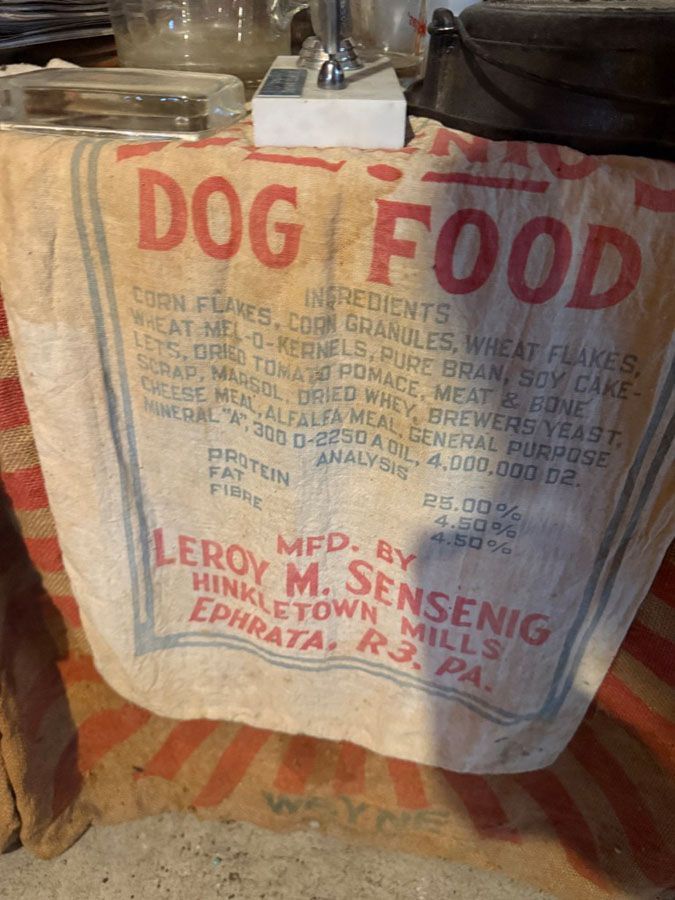 DOG FOOD
INGREDIENTS
CORN FLAKES, CORN GRANULES, WHEAT FLAKES,
WHEAT MEL-O-KERNELS, PURE BRAN, SOY CAKE-
LETS, DRIED TOMATO POMACE, MEAT & BONE
SCRAP, MARSOL, DRIED WHEY, BREWERS YEAST,
CHEESE MEAL, ALFALFA MEAL, GENERAL PURPOSE
MINERAL "A", 300 D-2250 A OIL, 4,000,000 D2.
ANALYSIS
PROTEIN 25.00%
FAT 4.50%
FIBRE 4.50%
MFD. BY
LEROY M. SENSENIG
HINKLETOWN MILLS
EPHRATA, R3, PA.
WAYNE